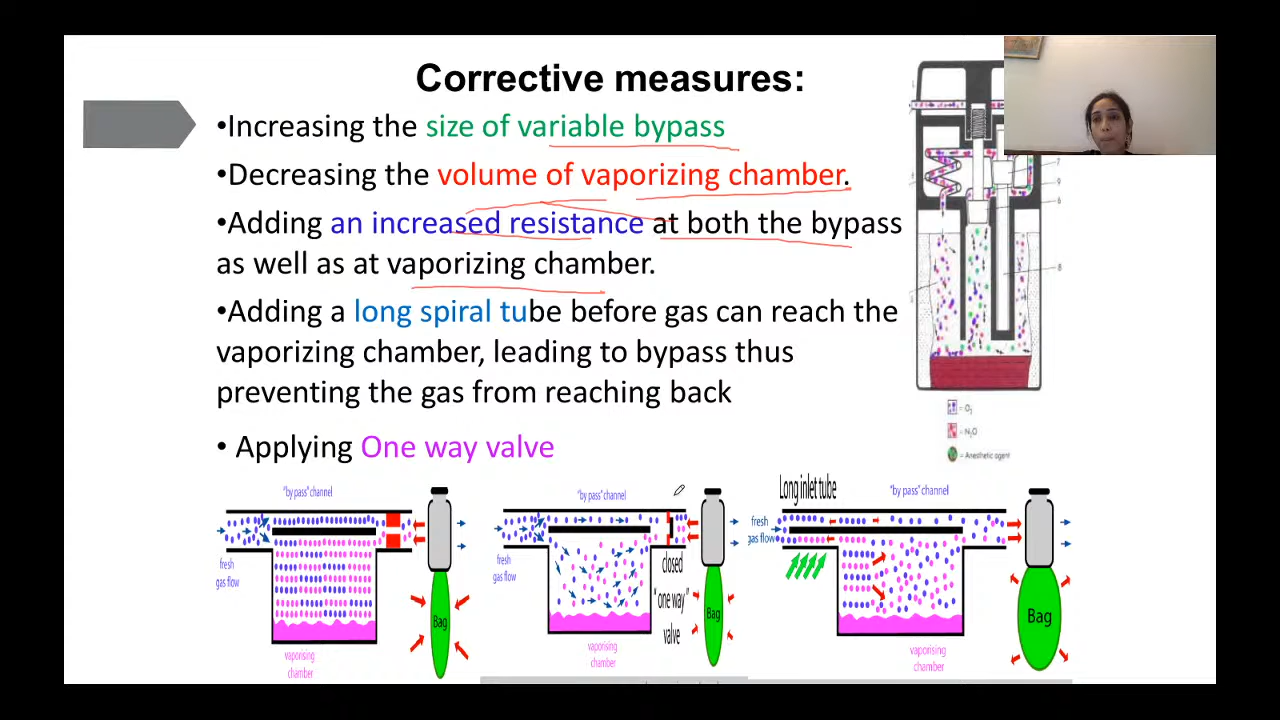 Corrective measures:
•Increasing the size of variable bypass
•Decreasing the volume of vaporizing chamber.
•Adding an increased resistance at both the bypass
as well as at vaporizing chamber.
•Adding a long spiral tube before gas can reach the
vaporizing chamber, leading to bypass thus
preventing the gas from reaching back
• Applying One way valve
7
9
6
8
= O₂
= N₂O
= Anesthetic agent
"by pass" channel
fresh
gas flow
Bag
vaporising
chamber
"by pass" channel
fresh
gas flow
closed
"one way"
valve
Bag
vaporising
chamber
Long inlet tube
"by pass" channel
fresh
gas flow
Bag
vaporising
chamber